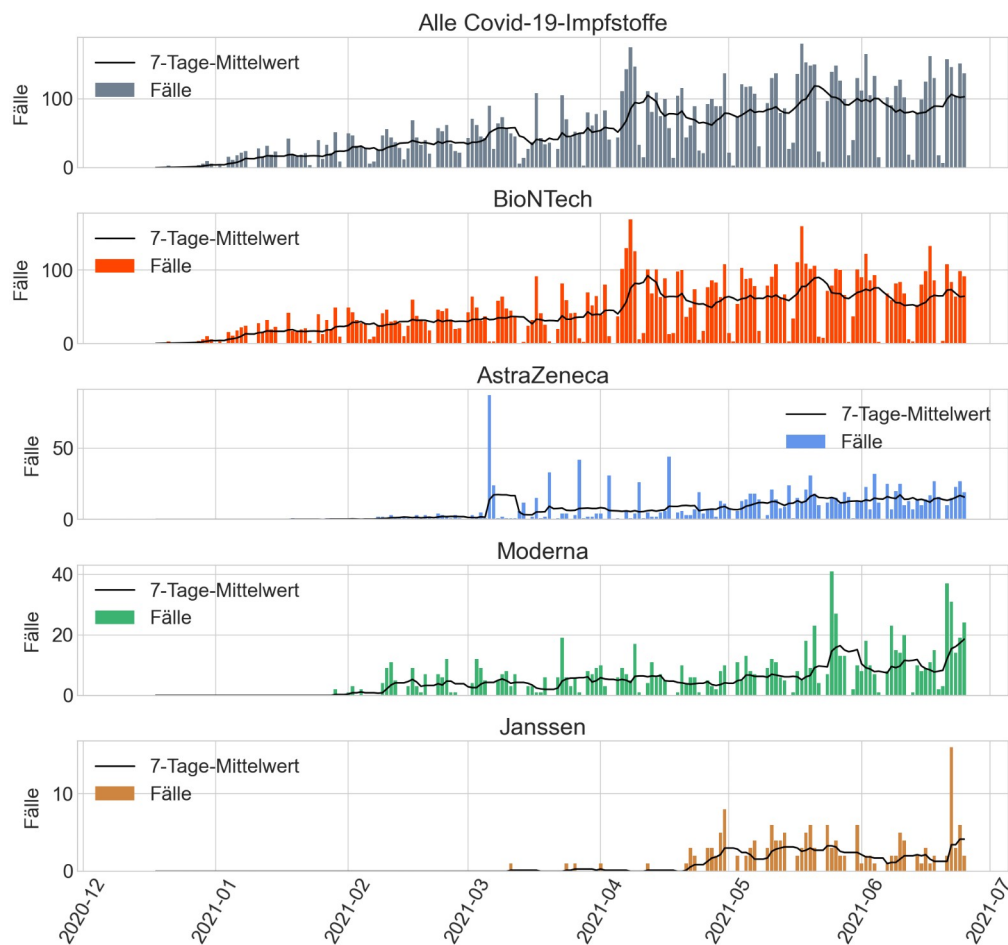 Alle Covid-19-Impfstoffe
7-Tage-Mittelwert
Fälle
Fälle
100
0
BioNTech
7-Tage-Mittelwert
Fälle
Fälle
100
0
AstraZeneca
7-Tage-Mittelwert
Fälle
Fälle
50
0
Moderna
7-Tage-Mittelwert
Fälle
Fälle
40
20
0
Janssen
7-Tage-Mittelwert
Fälle
Fälle
10
0
2020-12
2021-01
2021-02
2021-03
2021-04
2021-05
2021-06
2021-07